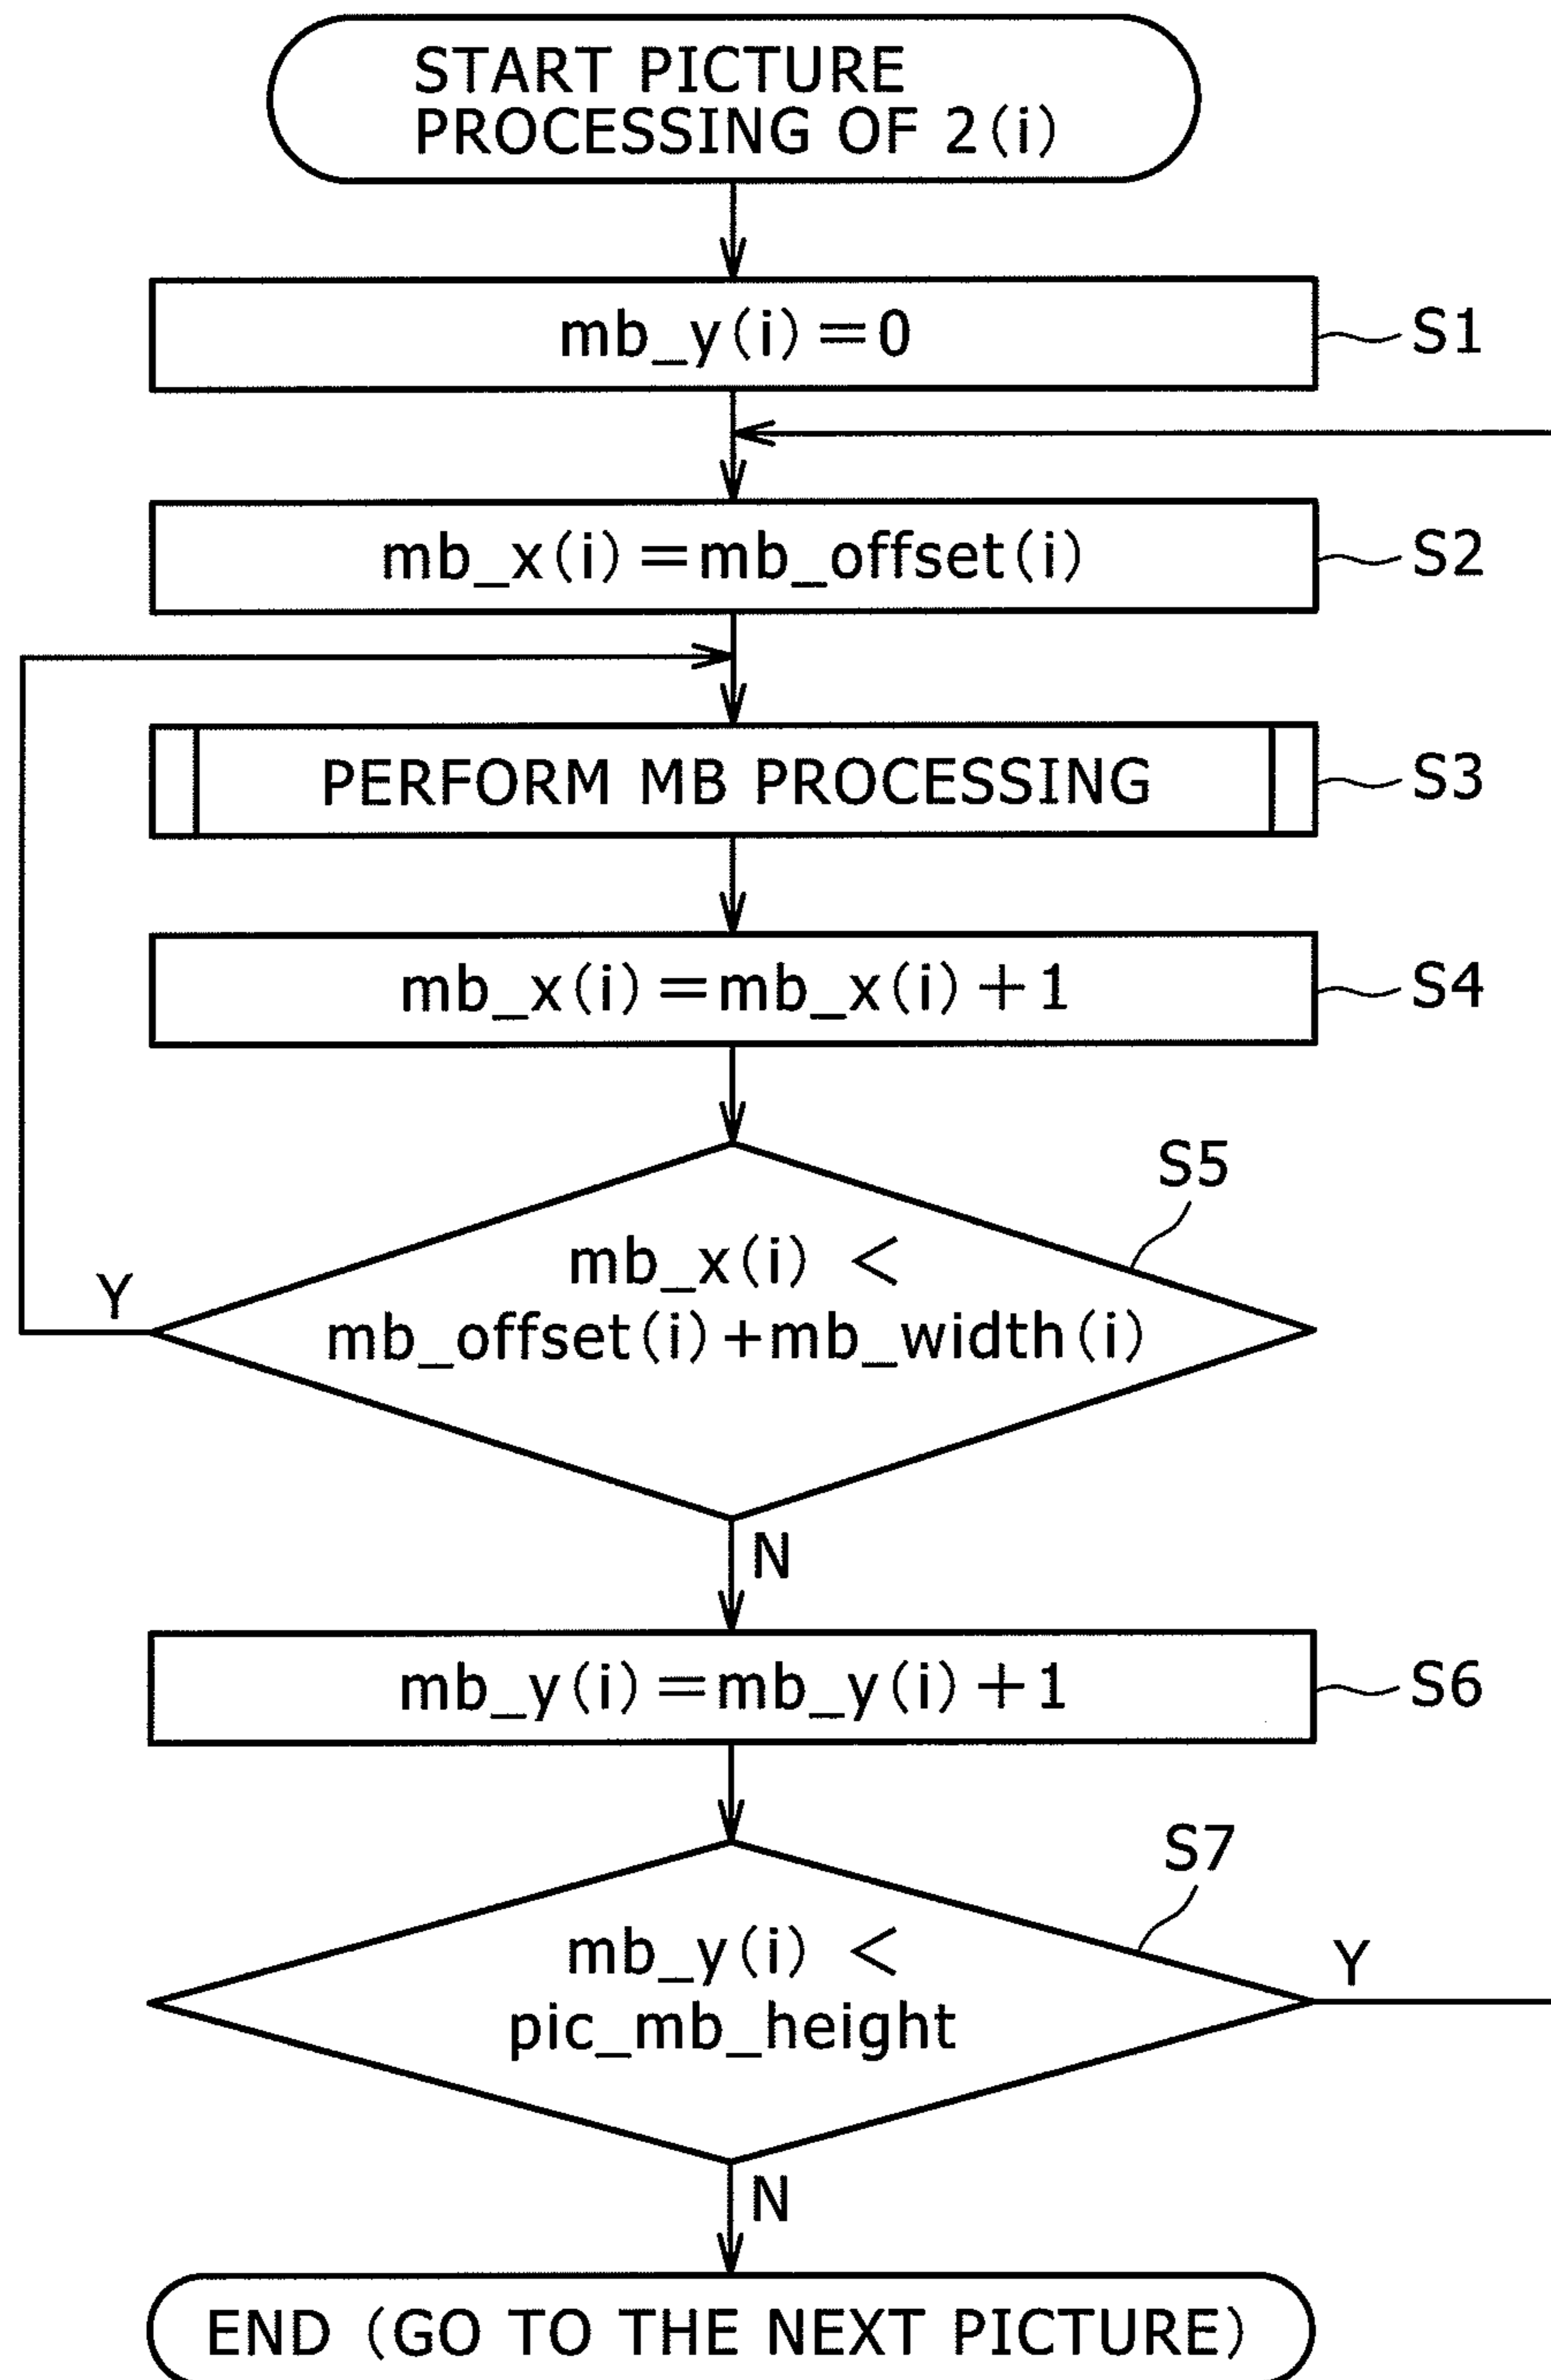 START PICTURE
PROCESSING OF 2(i)
mb_y(i)=0
S1
mb_x(i)=mb_offset(i)
S2
PERFORM MB PROCESSING
S3
mb_x(i)=mb_x(i)+1
S4
S5
mb_x(i) <
mb_offset(i)+mb_width(i)
Y
N
mb_y(i)=mb_y(i)+1
S6
S7
mb_y(i) <
pic_mb_height
Y
N
END (GO TO THE NEXT PICTURE)